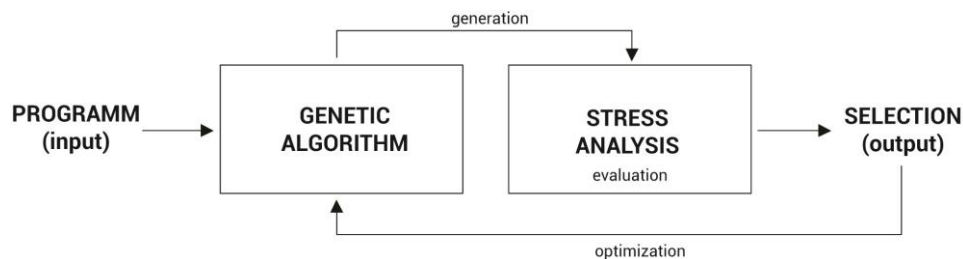 generation
PROGRAMM
(input)
GENETIC
ALGORITHM
STRESS
ANALYSIS
evaluation
SELECTION
(output)
optimization